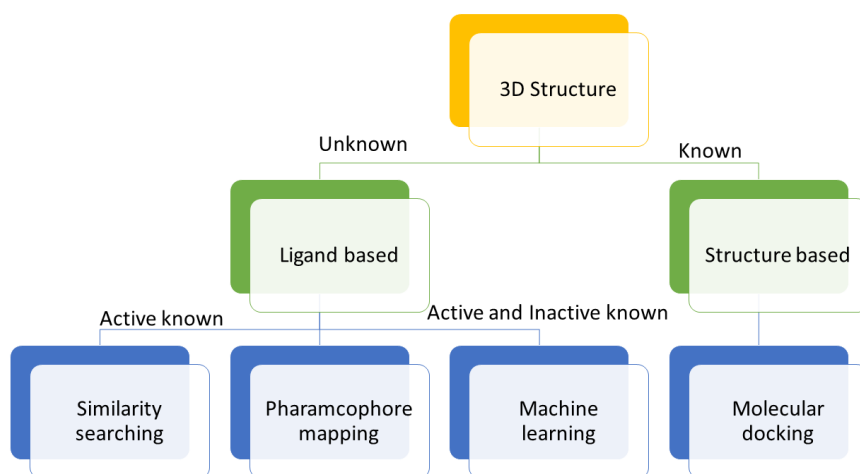 3D Structure
Unknown
Known
Ligand based
Structure based
Active known
Active and Inactive known
Similarity
searching
Pharamcophore
mapping
Machine
learning
Molecular
docking